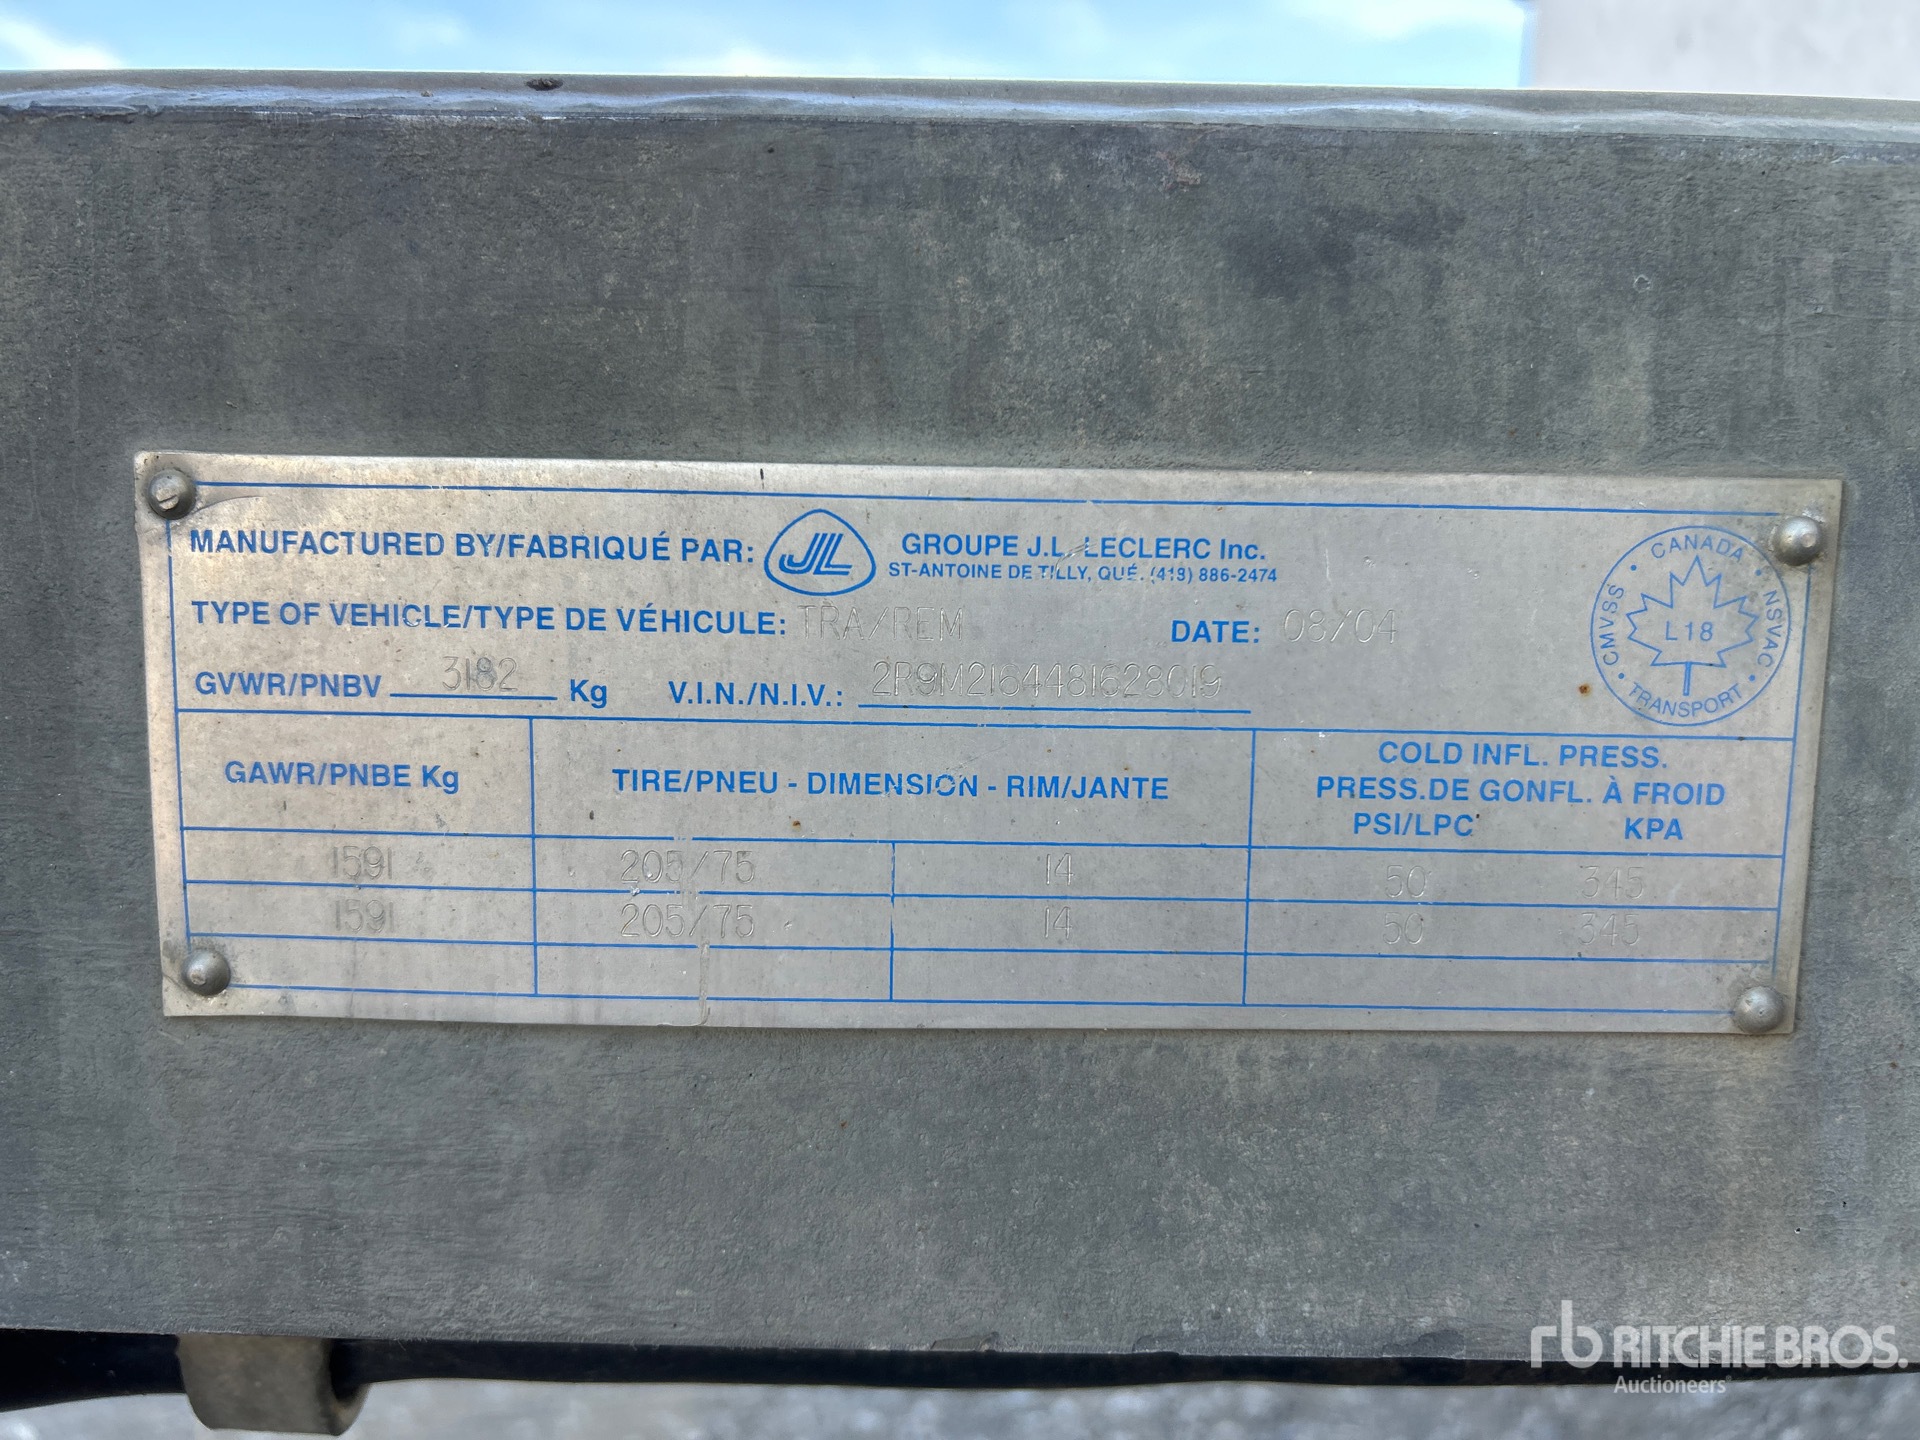 MANUFACTURED BY/FABRIQUÉ PAR: JL GROUPE J.L. LECLERC Inc.
ST-ANTOINE DE TILLY, QUÉ. (418) 886-2474
TYPE OF VEHICLE/TYPE DE VÉHICULE: TRA/REM DATE: 08/04
GVWR/PNBV 3182 Kg V.I.N./N.I.V.: 2R9M2164481628019
CANADA · NSVAC · TRANSPORT · CMVSS ·
L18
GAWR/PNBE Kg TIRE/PNEU - DIMENSION - RIM/JANTE COLD INFL. PRESS.
PRESS.DE GONFL. À FROID
PSI/LPC KPA
1591 205/75 14 50 345
1591 205/75 14 50 345
rb RITCHIE BROS.
Auctioneers